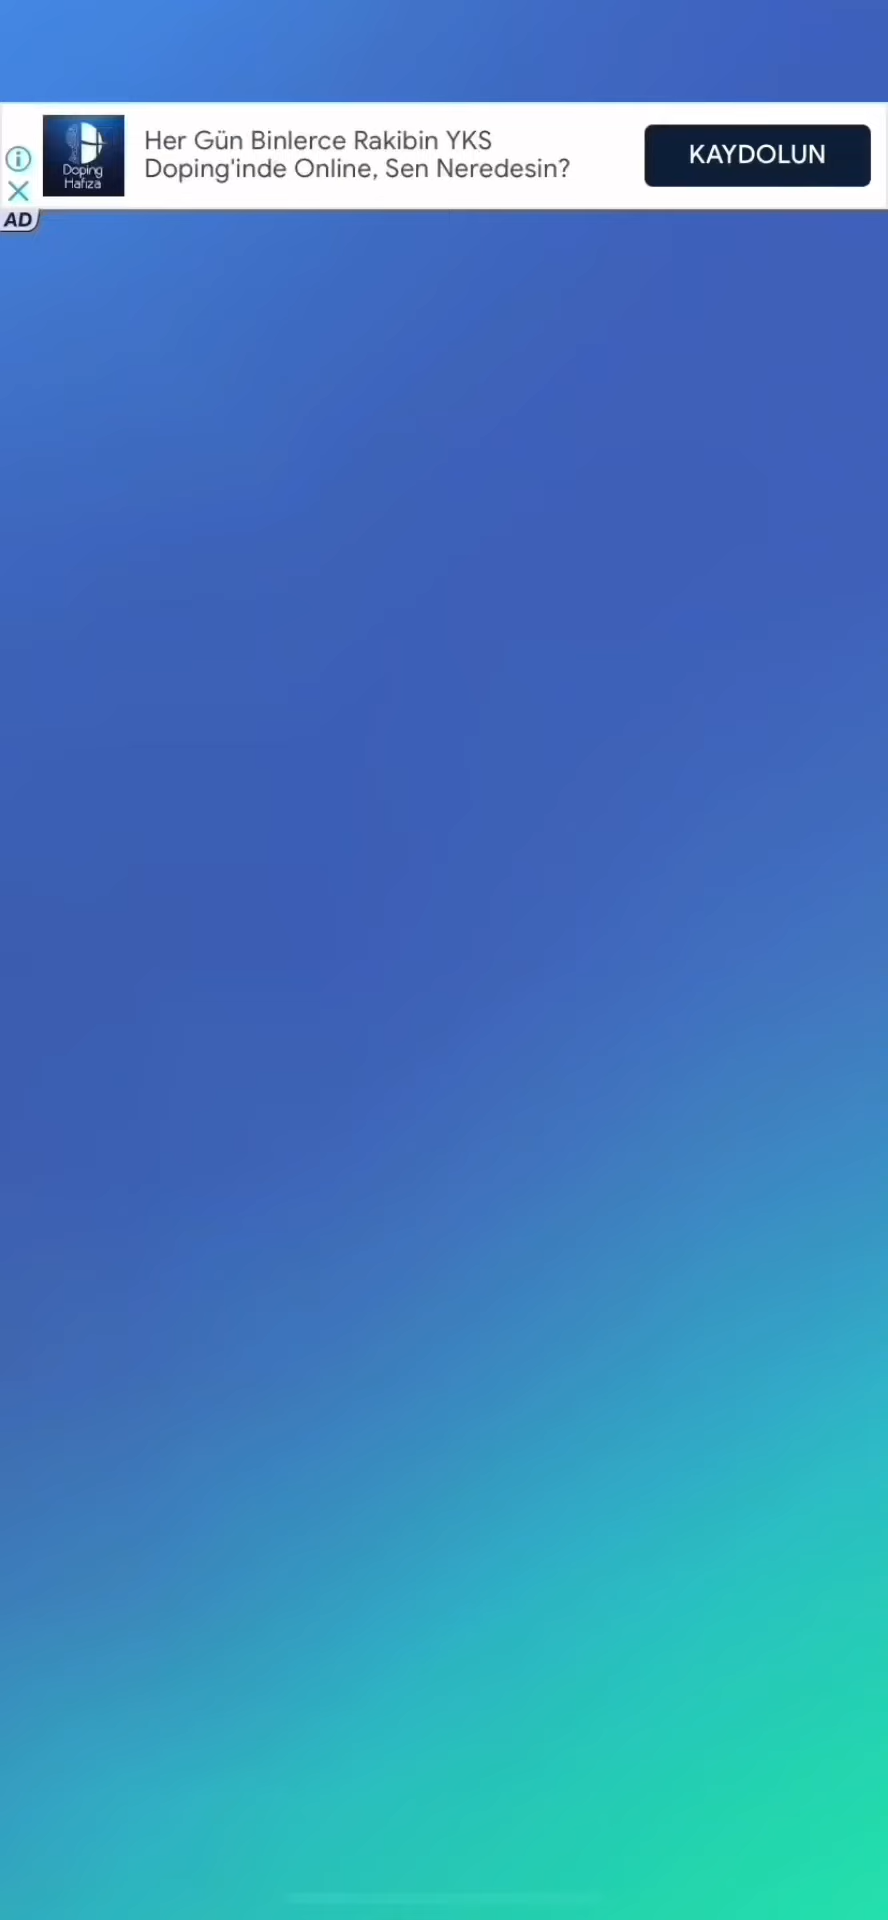 Her Gün Binlerce Rakibin YKS
Doping'inde Online, Sen Neredesin?
KAYDOLUN
Doping
Hafıza
AD